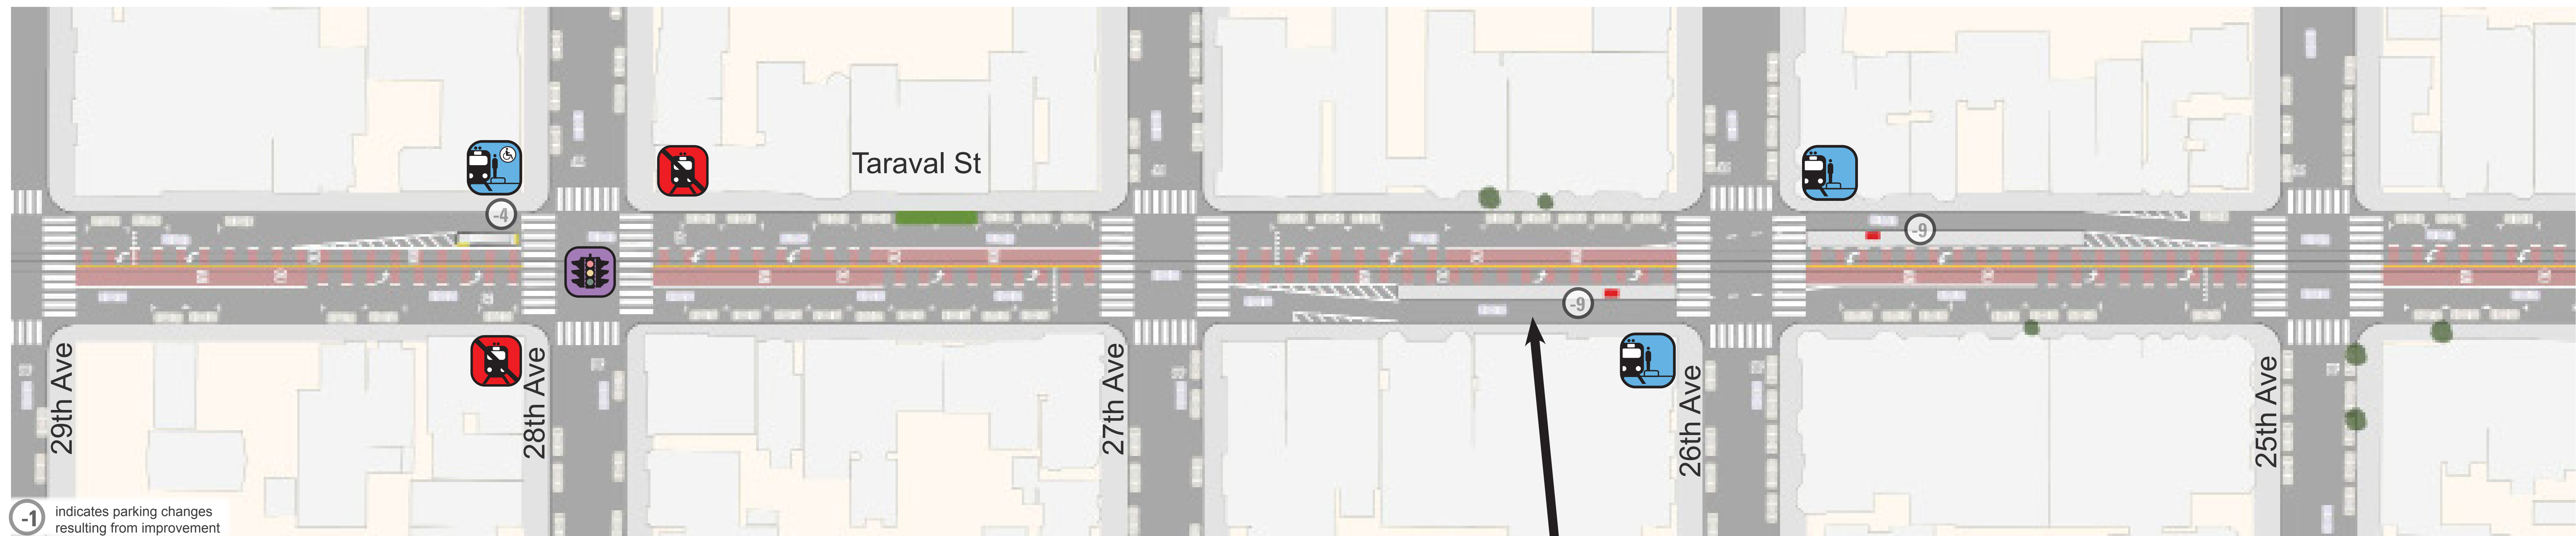 Taraval St
-4
-9
-9
29th Ave
28th Ave
27th Ave
26th Ave
25th Ave
-1
indicates parking changes
resulting from improvement